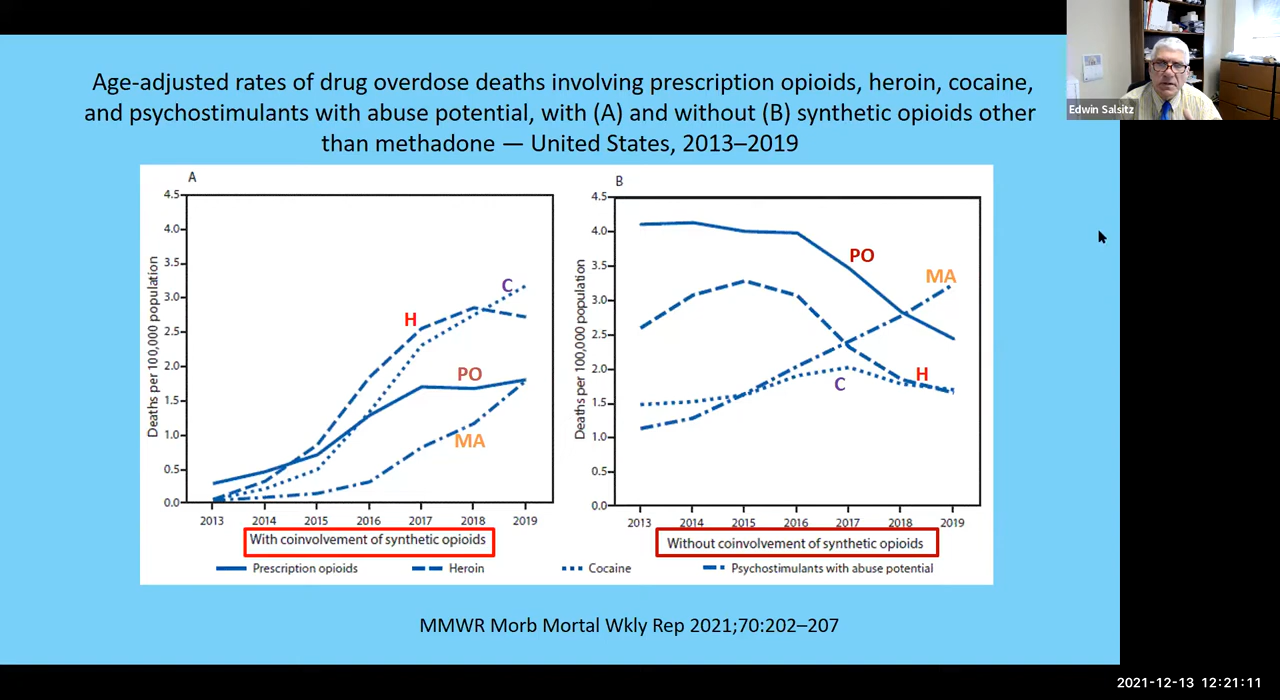 Age-adjusted rates of drug overdose deaths involving prescription opioids, heroin, cocaine,
and psychostimulants with abuse potential, with (A) and without (B) synthetic opioids other
than methadone — United States, 2013–2019
Edwin Salsitz
A
4.5
4.0
3.5
3.0
2.5
2.0
1.5
1.0
0.5
0.0
Deaths per 100,000 population
C
H
PO
MA
2013 2014 2015 2016 2017 2018 2019
With coinvolvement of synthetic opioids
B
4.5
4.0
3.5
3.0
2.5
2.0
1.5
1.0
0.5
0.0
Deaths per 100,000 population
PO
MA
H
C
2013 2014 2015 2016 2017 2018 2019
Without coinvolvement of synthetic opioids
Prescription opioids Heroin Cocaine Psychostimulants with abuse potential
MMWR Morb Mortal Wkly Rep 2021;70:202–207
2021-12-13 12:21:11